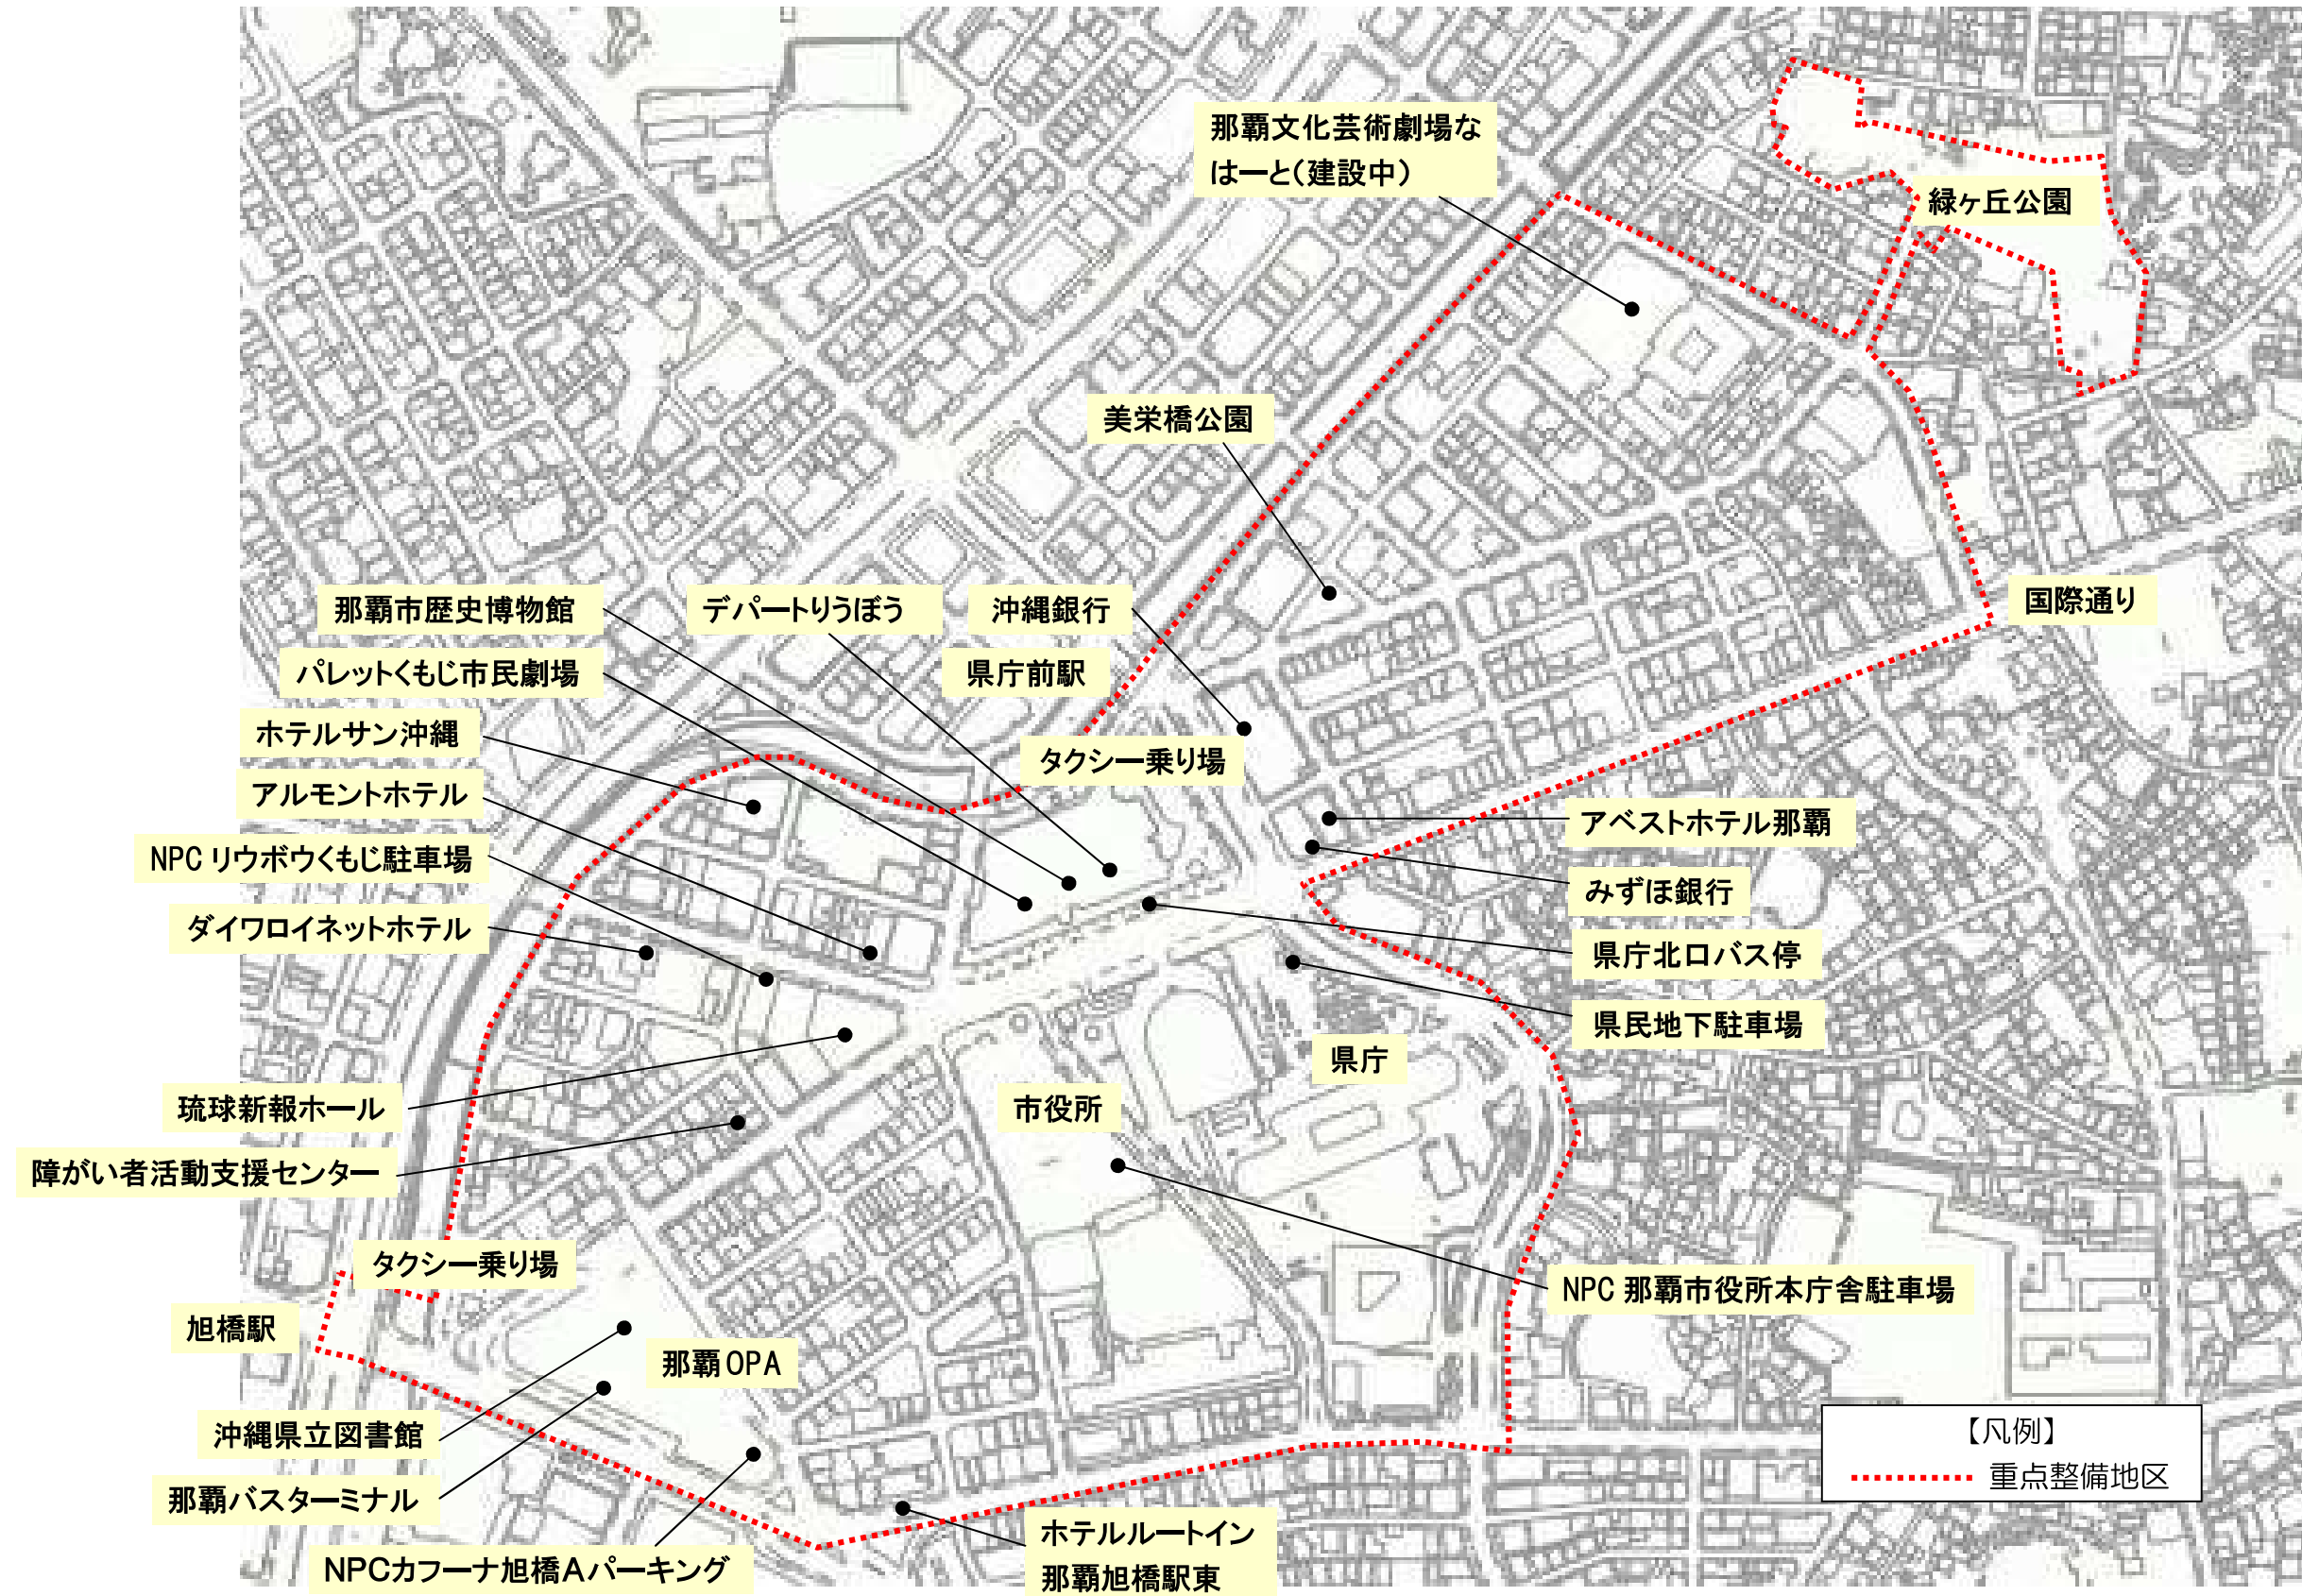 那覇文化芸術劇場な
はーと(建設中)
緑ヶ丘公園
美栄橋公園
国際通り
那覇市歴史博物館
デパートりうぼう
沖縄銀行
パレットくもじ市民劇場
県庁前駅
ホテルサン沖縄
タクシー乗り場
アルモントホテル
アベストホテル那覇
NPC リウボウくもじ駐車場
みずほ銀行
ダイワロイネットホテル
県庁北口バス停
県民地下駐車場
県庁
琉球新報ホール
市役所
障がい者活動支援センター
タクシー乗り場
NPC 那覇市役所本庁舎駐車場
旭橋駅
那覇OPA
沖縄県立図書館
【凡例】
重点整備地区
那覇バスターミナル
ホテルルートイン
那覇旭橋駅東
NPCカフーナ旭橋Aパーキング